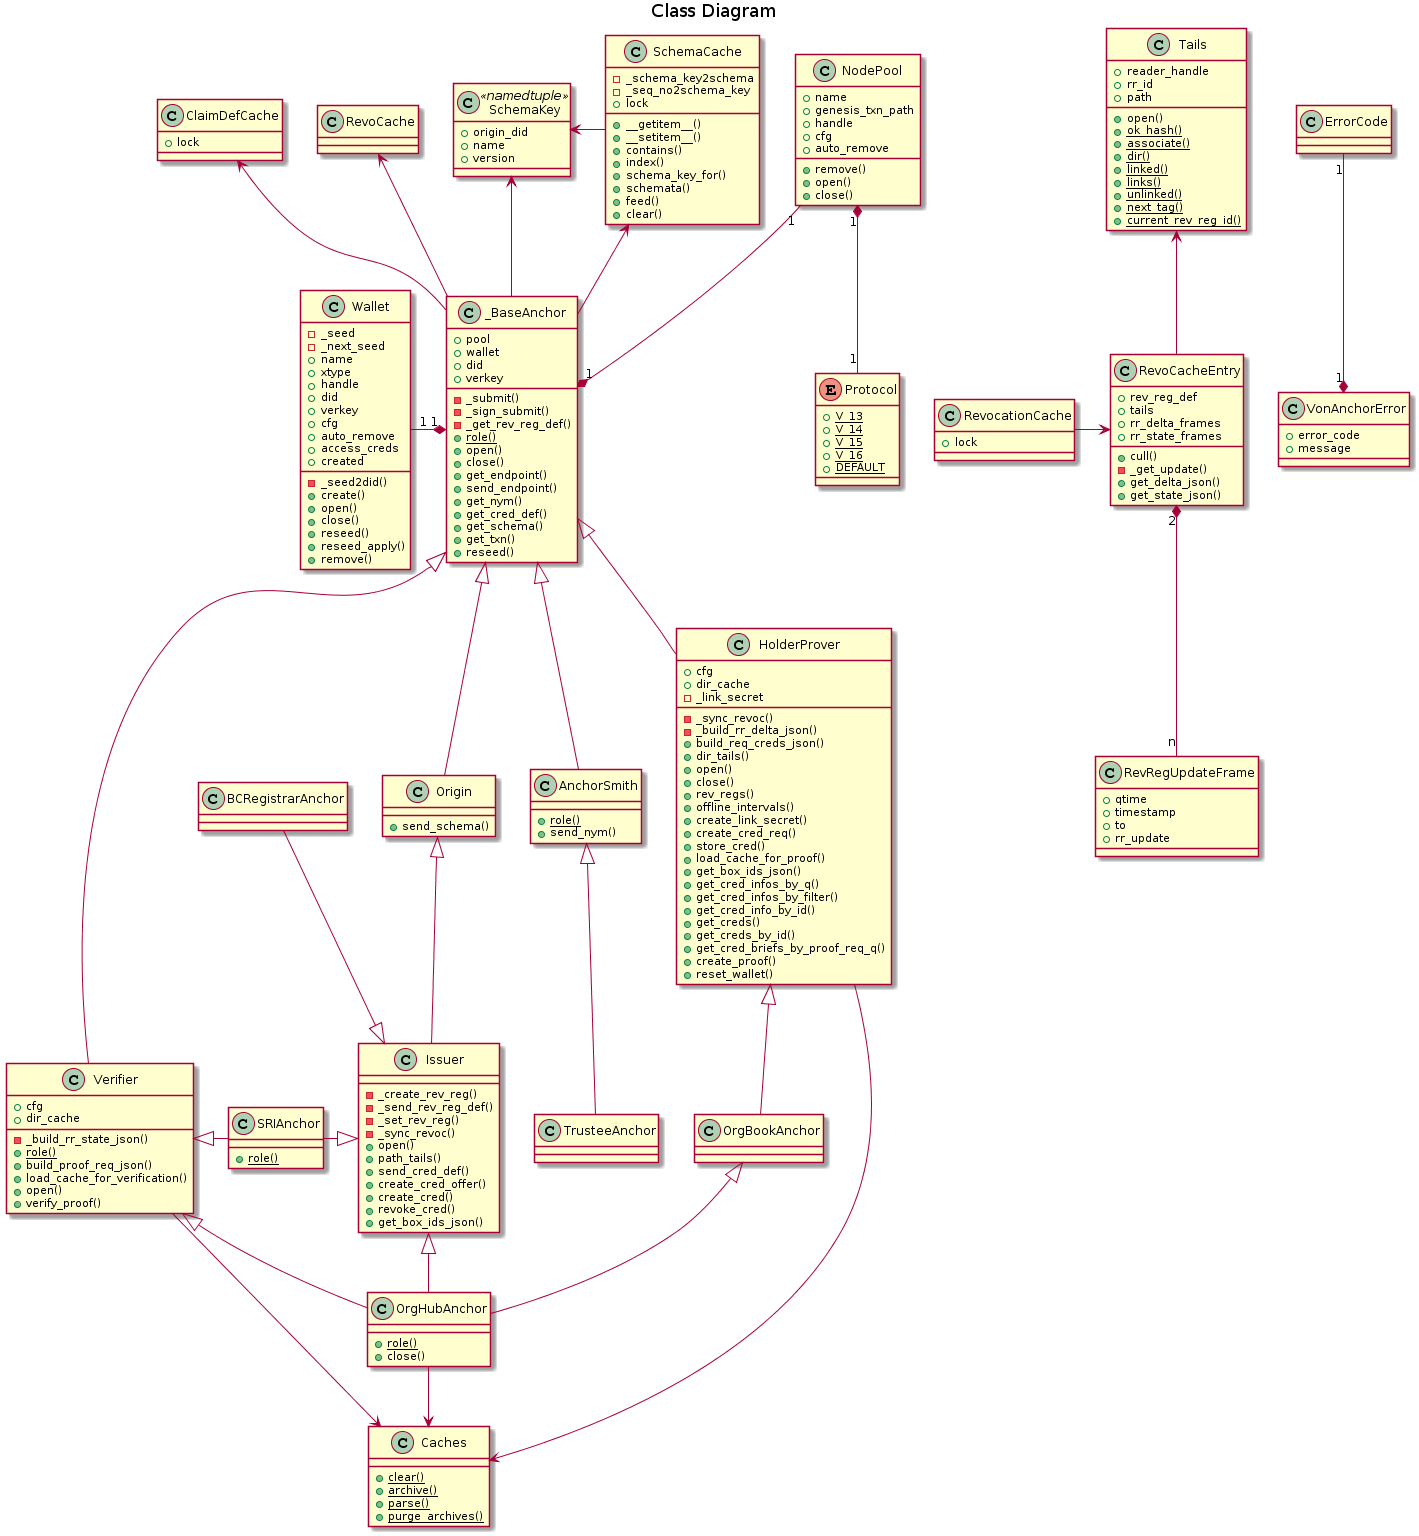 Class Diagram
C ClaimDefCache
lock
C RevoCache
C «namedtuple»
SchemaKey
origin_did
name
version
C SchemaCache
_schema_key2schema
_seq_no2schema_key
lock
__getitem__()
__setitem__()
contains()
index()
schema_key_for()
schemata()
feed()
clear()
C NodePool
name
genesis_txn_path
handle
cfg
auto_remove
remove()
open()
close()
1
1
C Tails
reader_handle
rr_id
path
open()
ok_hash()
associate()
dir()
linked()
links()
unlinked()
next_tag()
current_rev_reg_id()
C ErrorCode
1
C Wallet
_seed
_next_seed
name
xtype
handle
did
verkey
cfg
auto_remove
access_creds
created
_seed2did()
create()
open()
close()
reseed()
reseed_apply()
remove()
1 1
C _BaseAnchor
pool
wallet
did
verkey
_submit()
_sign_submit()
_get_rev_reg_def()
role()
open()
close()
get_endpoint()
send_endpoint()
get_nym()
get_cred_def()
get_schema()
get_txn()
reseed()
1
1
E Protocol
V_13
V_14
V_15
V_16
DEFAULT
C RevocationCache
lock
C RevoCacheEntry
rev_reg_def
tails
rr_delta_frames
rr_state_frames
cull()
_get_update()
get_delta_json()
get_state_json()
2
1
C VonAnchorError
error_code
message
C HolderProver
cfg
dir_cache
_link_secret
_sync_revoc()
_build_rr_delta_json()
build_req_creds_json()
dir_tails()
open()
close()
rev_regs()
offline_intervals()
create_link_secret()
create_cred_req()
store_cred()
load_cache_for_proof()
get_box_ids_json()
get_cred_infos_by_q()
get_cred_infos_by_filter()
get_cred_info_by_id()
get_creds()
get_creds_by_id()
get_cred_briefs_by_proof_req_q()
create_proof()
reset_wallet()
n
C RevRegUpdateFrame
qtime
timestamp
to
rr_update
C BCRegistrarAnchor
C Origin
send_schema()
C AnchorSmith
role()
send_nym()
C Verifier
cfg
dir_cache
_build_rr_state_json()
role()
build_proof_req_json()
load_cache_for_verification()
open()
verify_proof()
C SRIAnchor
role()
C Issuer
_create_rev_reg()
_send_rev_reg_def()
_set_rev_reg()
_sync_revoc()
open()
path_tails()
send_cred_def()
create_cred_offer()
create_cred()
revoke_cred()
get_box_ids_json()
C TrusteeAnchor
C OrgBookAnchor
C OrgHubAnchor
role()
close()
C Caches
clear()
archive()
parse()
purge_archives()